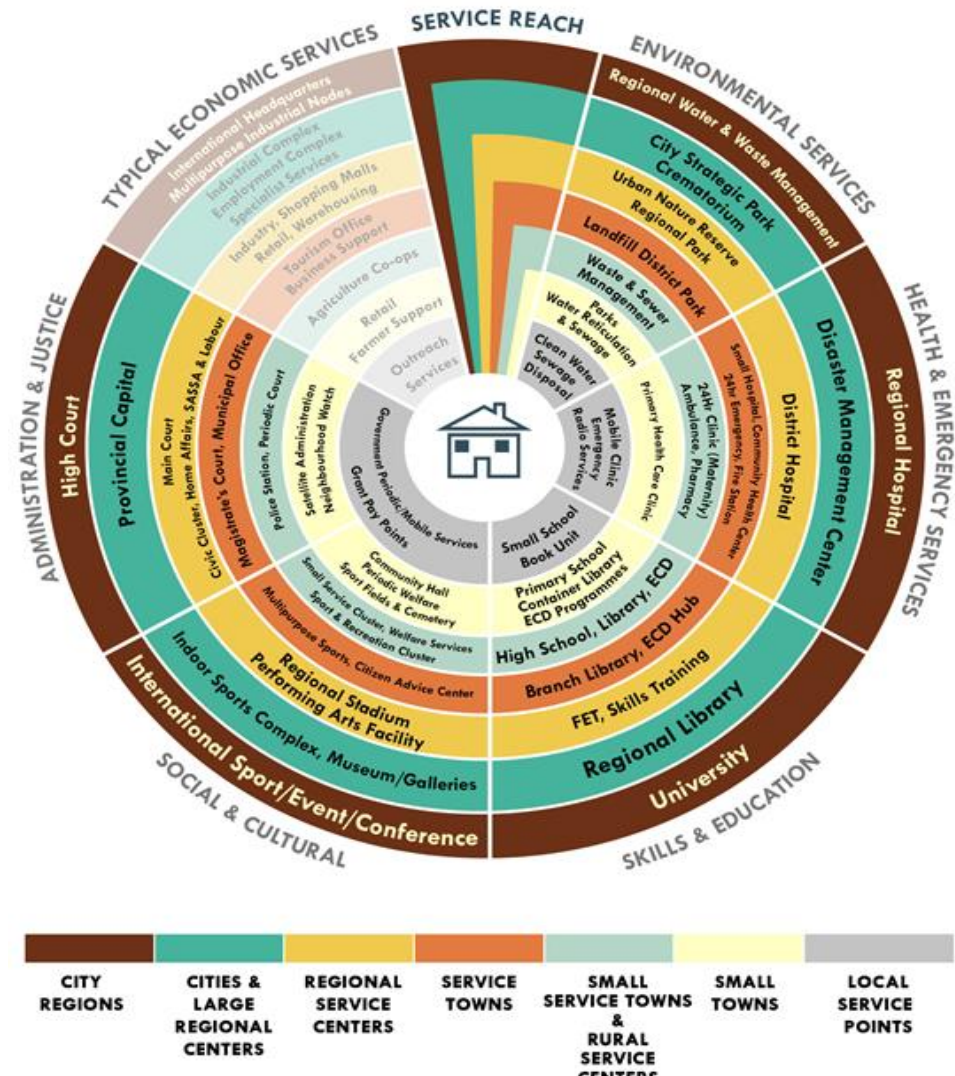 SERVICE REACH
ENVIRONMENTAL SERVICES
Regional Water & Waste Management
City Strategic Park
Crematorium
Urban Nature Reserve
Regional Park
Landfill District Park
Waste & Sewer
Management
Parks
Water Reticulation
& Sewage
Clean Water
Sewage
Disposal
HEALTH & EMERGENCY SERVICES
Regional Hospital
Disaster Management Center
District Hospital
Small Hospital, Community Health Center
24hr Emergency, Fire Station
24Hr Clinic (Maternity)
Ambulance, Pharmacy
Primary Health Care Clinic
Mobile Clinic
Emergency
Radio Services
SKILLS & EDUCATION
University
Regional Library
FET, Skills Training
Branch Library, ECD Hub
High School, Library, ECD
Primary School
Container Library
ECD Programmes
Small School
Book Unit
SOCIAL & CULTURAL
International Sport/Event/Conference
Indoor Sports Complex, Museum/Galleries
Regional Stadium
Performing Arts Facility
Multipurpose Sports, Citizen Advice Center
Small Service Cluster, Welfare Services
Sport & Recreation Cluster
Community Hall
Periodic Welfare
Sport Fields & Cemetery
ADMINISTRATION & JUSTICE
High Court
Provincial Capital
Main Court
Civic Cluster, Home Affairs, SASSA & Labour
Magistrate's Court, Municipal Office
Police Station, Periodic Court
Satellite Administration
Neighbourhood Watch
Government Periodic/Mobile Services
Grant Pay Points
TYPICAL ECONOMIC SERVICES
International Headquarters
Multipurpose Industrial Nodes
Industrial Complex
Employment Complex
Specialist Services
Industry, Shopping Malls
Retail, Warehousing
Tourism Office
Business Support
Agriculture Co-ops
Retail
Farmer Support
Outreach
Services
CITY
REGIONS
CITIES &
LARGE
REGIONAL
CENTERS
REGIONAL
SERVICE
CENTERS
SERVICE
TOWNS
SMALL
SERVICE TOWNS
&
RURAL
SERVICE
CENTERS
SMALL
TOWNS
LOCAL
SERVICE
POINTS